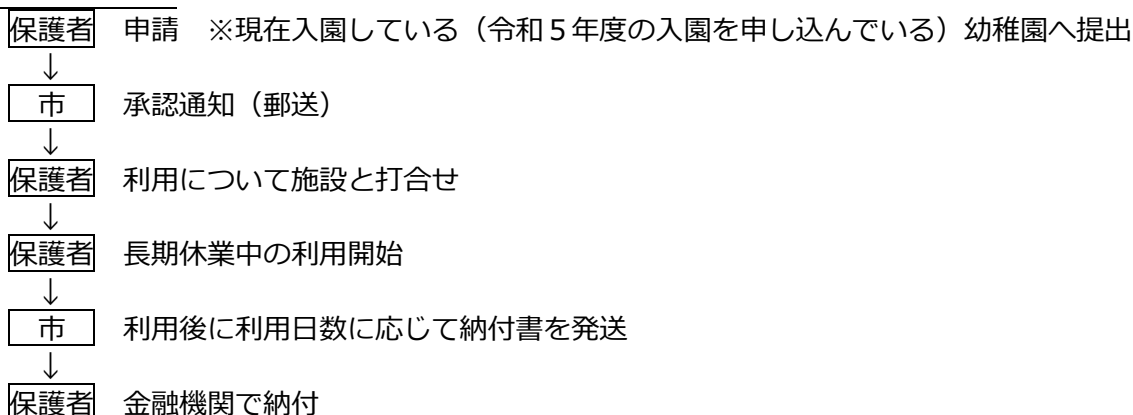 保護者　申請　※現在入園している（令和５年度の入園を申し込んでいる）幼稚園へ提出
↓
市　承認通知（郵送）
↓
保護者　利用について施設と打合せ
↓
保護者　長期休業中の利用開始
↓
市　利用後に利用日数に応じて納付書を発送
↓
保護者　金融機関で納付